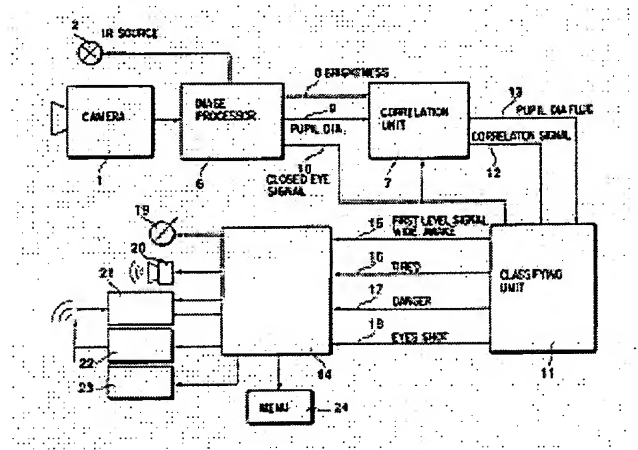 2
IR SOURCE
CAMERA
1
IMAGE PROCESSOR
6
8 BRIGHTNESS
9
PUPIL DIA.
10
CLOSED EYE SIGNAL
CORRELATION UNIT
7
13
PUPIL DIA FLUC
CORRELATION SIGNAL
12
15
FIRST LEVEL SIGNAL
WIDE AWAKE
16
TIRED
17
DANGER
18
EYES SHUT
CLASSIFYING UNIT
11
19
20
21
22
23
14
MENU
24